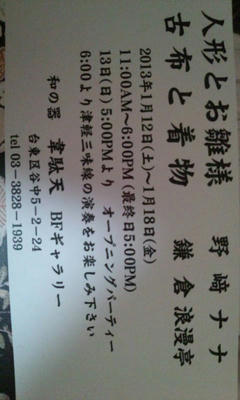 人形とお雛様　野﨑ナナ
古布と着物　鎌倉浪漫亭
2013年1月12日(土)〜1月18日(金)
11:00AM〜6:00PM(最終日5:00PM)
13日(日)5:00PMより　オープニングパーティー
6:00より津軽三味線の演奏をお楽しみ下さい
和の器　韋駄天　BFギャラリー
台東区谷中5-2-24
tel 03-3828-1939